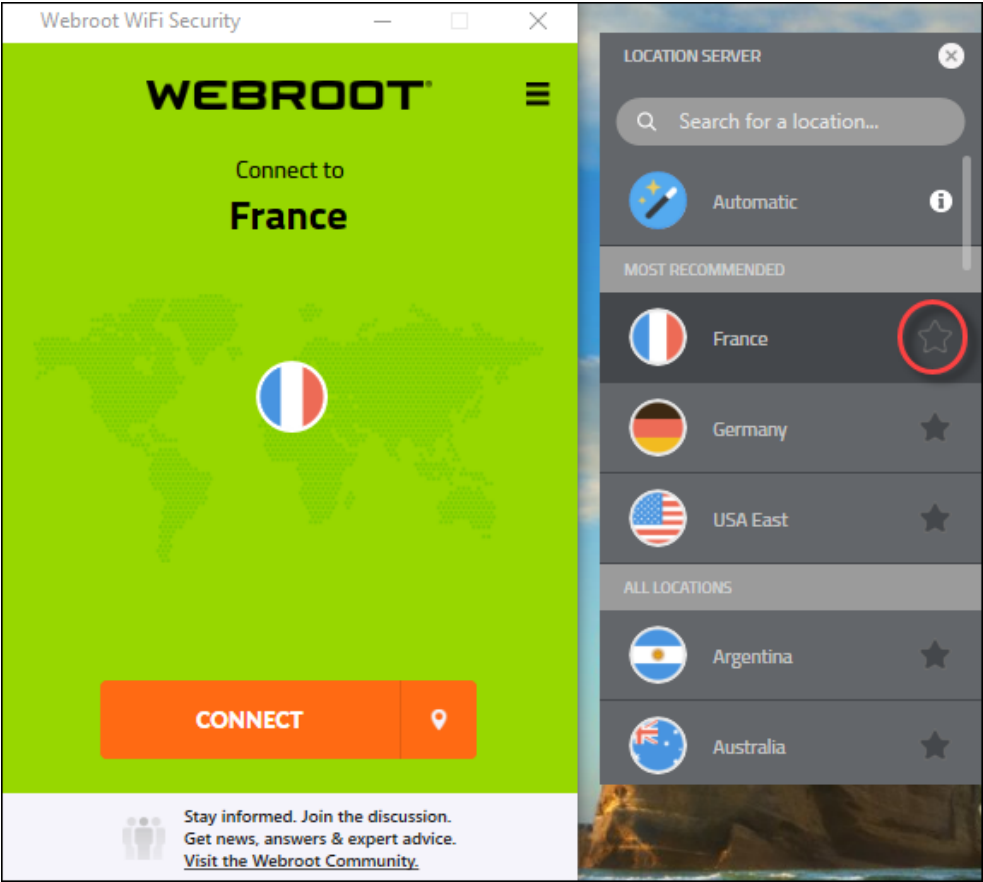 Webroot WiFi Security
WEBROOT®
Connect to
France
CONNECT
Stay informed. Join the discussion.
Get news, answers & expert advice.
Visit the Webroot Community.
LOCATION SERVER
Search for a location...
Automatic
MOST RECOMMENDED
France
Germany
USA East
ALL LOCATIONS
Argentina
Australia